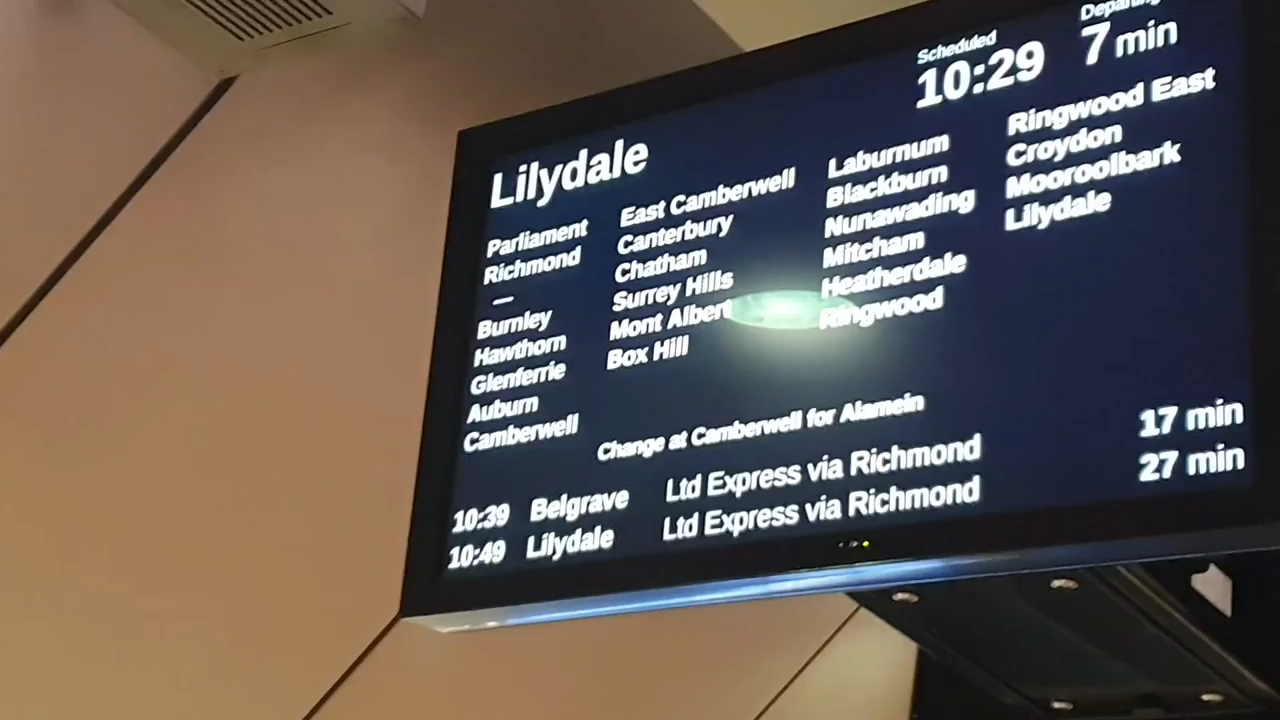 Scheduled
10:29
Departing
7 min
Lilydale
Parliament
Richmond
—
Burnley
Hawthorn
Glenferrie
Auburn
Camberwell
East Camberwell
Canterbury
Chatham
Surrey Hills
Mont Albert
Box Hill
Laburnum
Blackburn
Nunawading
Mitcham
Heatherdale
Ringwood
Ringwood East
Croydon
Mooroolbark
Lilydale
Change at Camberwell for Alamein
10:39 Belgrave Ltd Express via Richmond 17 min
10:49 Lilydale Ltd Express via Richmond 27 min